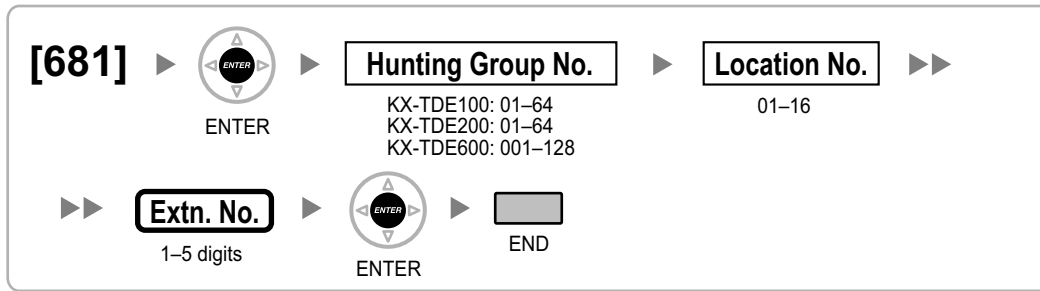 [681] ENTER Hunting Group No. Location No.
ENTER
KX-TDE100: 01–64
KX-TDE200: 01–64
KX-TDE600: 001–128
01–16
Extn. No. ENTER
1–5 digits
ENTER
END